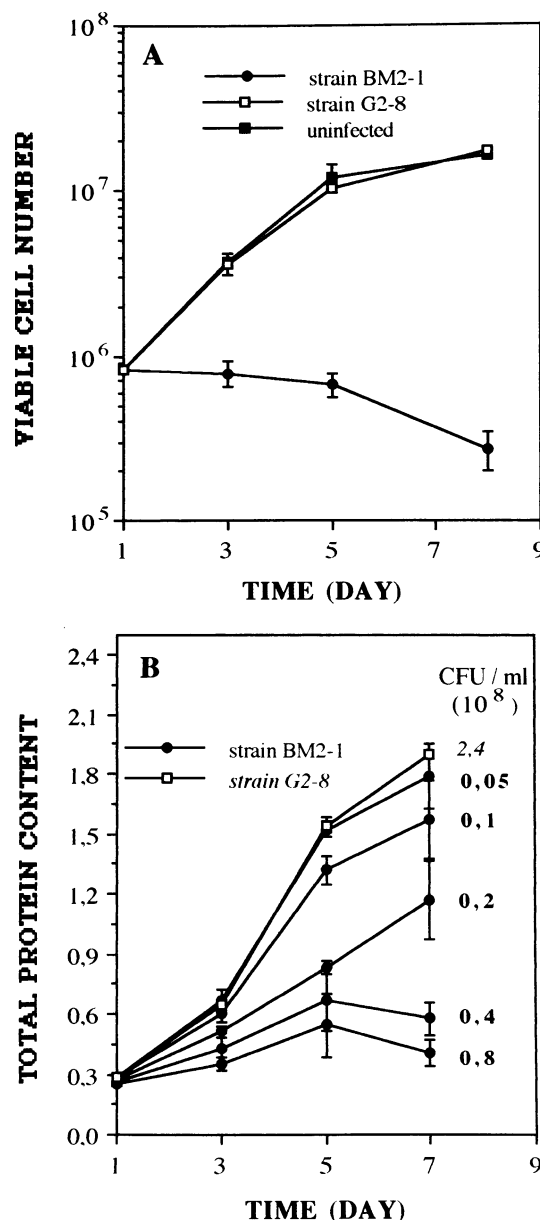 A
strain BM2-1
strain G2-8
uninfected
VIABLE CELL NUMBER
10⁸
10⁷
10⁶
10⁵
1 3 5 7 9
TIME (DAY)
B
CFU / ml
(10⁸)
strain BM2-1
strain G2-8
2,4
0,05
0,1
0,2
0,4
0,8
TOTAL PROTEIN CONTENT
2,4
2,1
1,8
1,5
1,2
0,9
0,6
0,3
0,0
1 3 5 7 9
TIME (DAY)